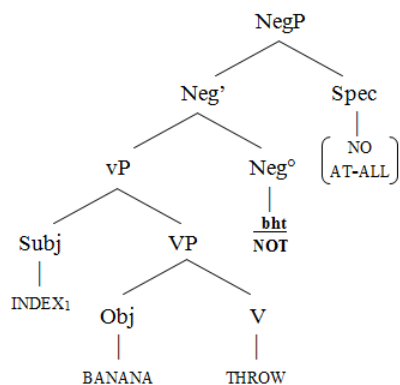 NegP
Neg’ Spec
vP Neg° NO
AT-ALL
bht
Subj VP NOT
INDEX₁ Obj V
BANANA THROW